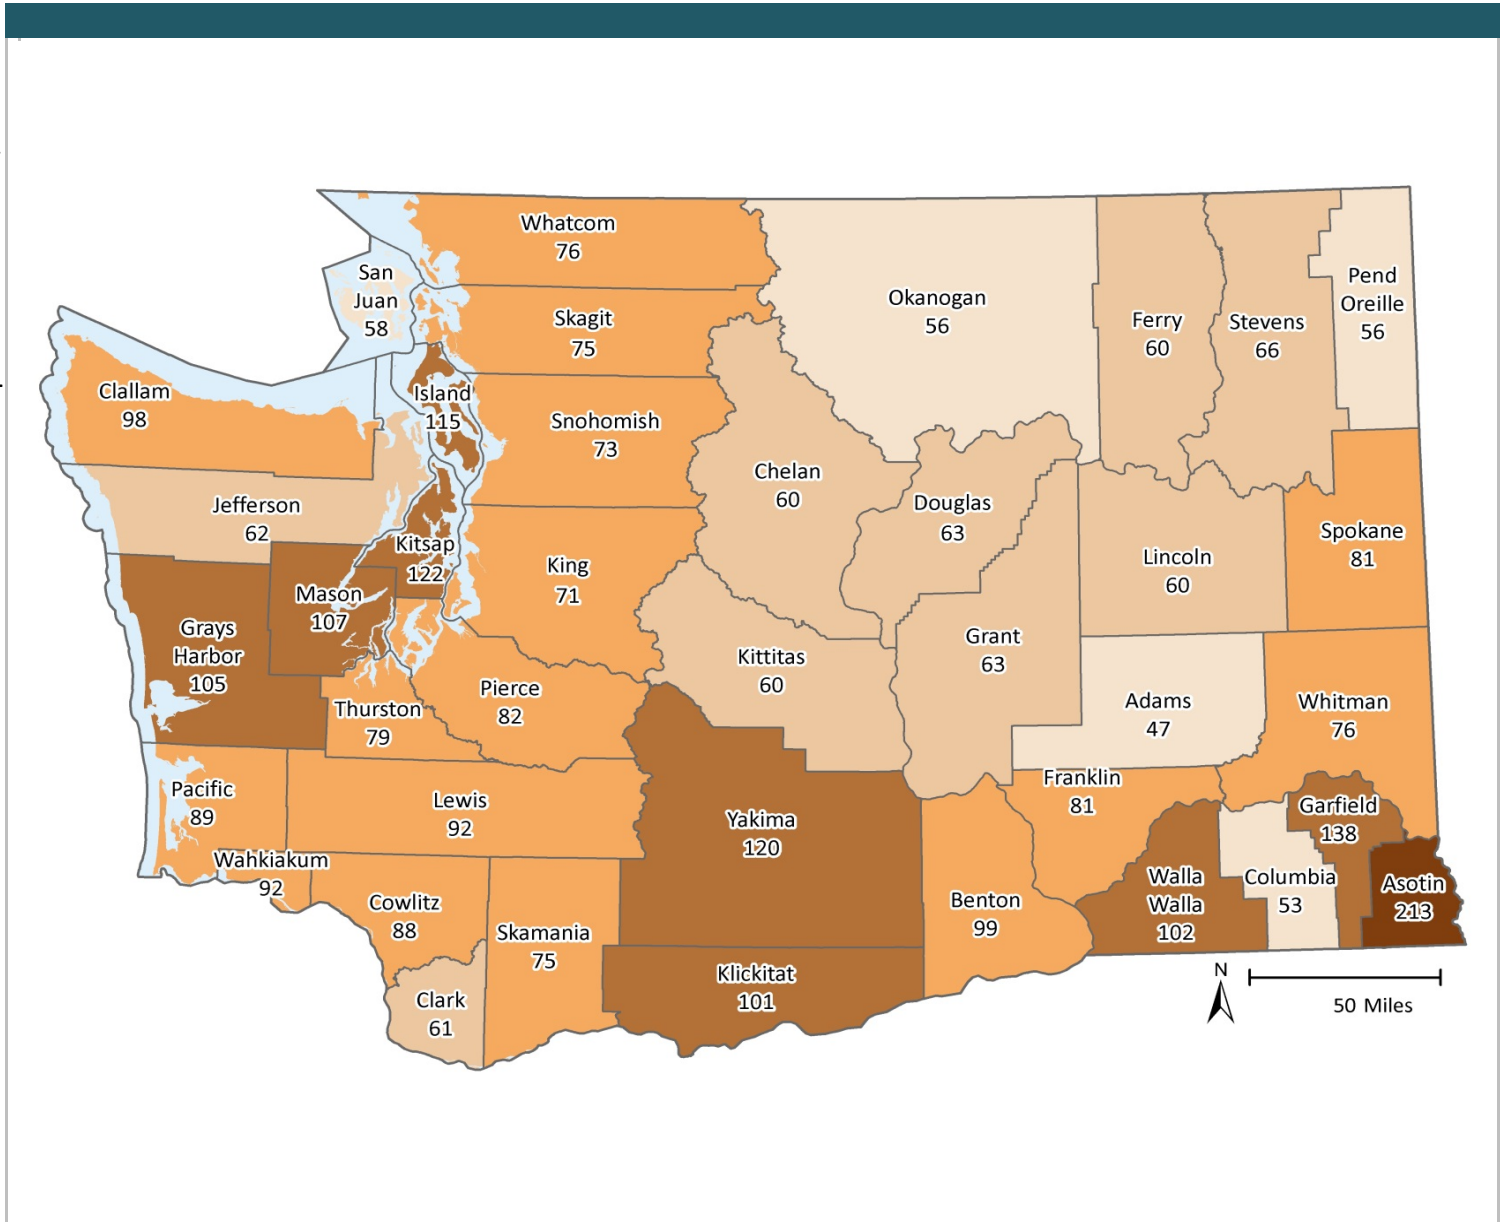 Whatcom
76
San
Juan
58
Skagit
75
Okanogan
56
Ferry
60
Stevens
66
Pend
Oreille
56
Clallam
98
Island
115
Snohomish
73
Chelan
60
Douglas
63
Jefferson
62
Kitsap
122
King
71
Lincoln
60
Spokane
81
Mason
107
Grays
Harbor
105
Kittitas
60
Grant
63
Pierce
82
Thurston
79
Adams
47
Whitman
76
Pacific
89
Lewis
92
Yakima
120
Franklin
81
Garfield
138
Wahkiakum
92
Cowlitz
88
Skamania
75
Benton
99
Walla
Walla
102
Columbia
53
Asotin
213
Klickitat
101
Clark
61
N
50 Miles